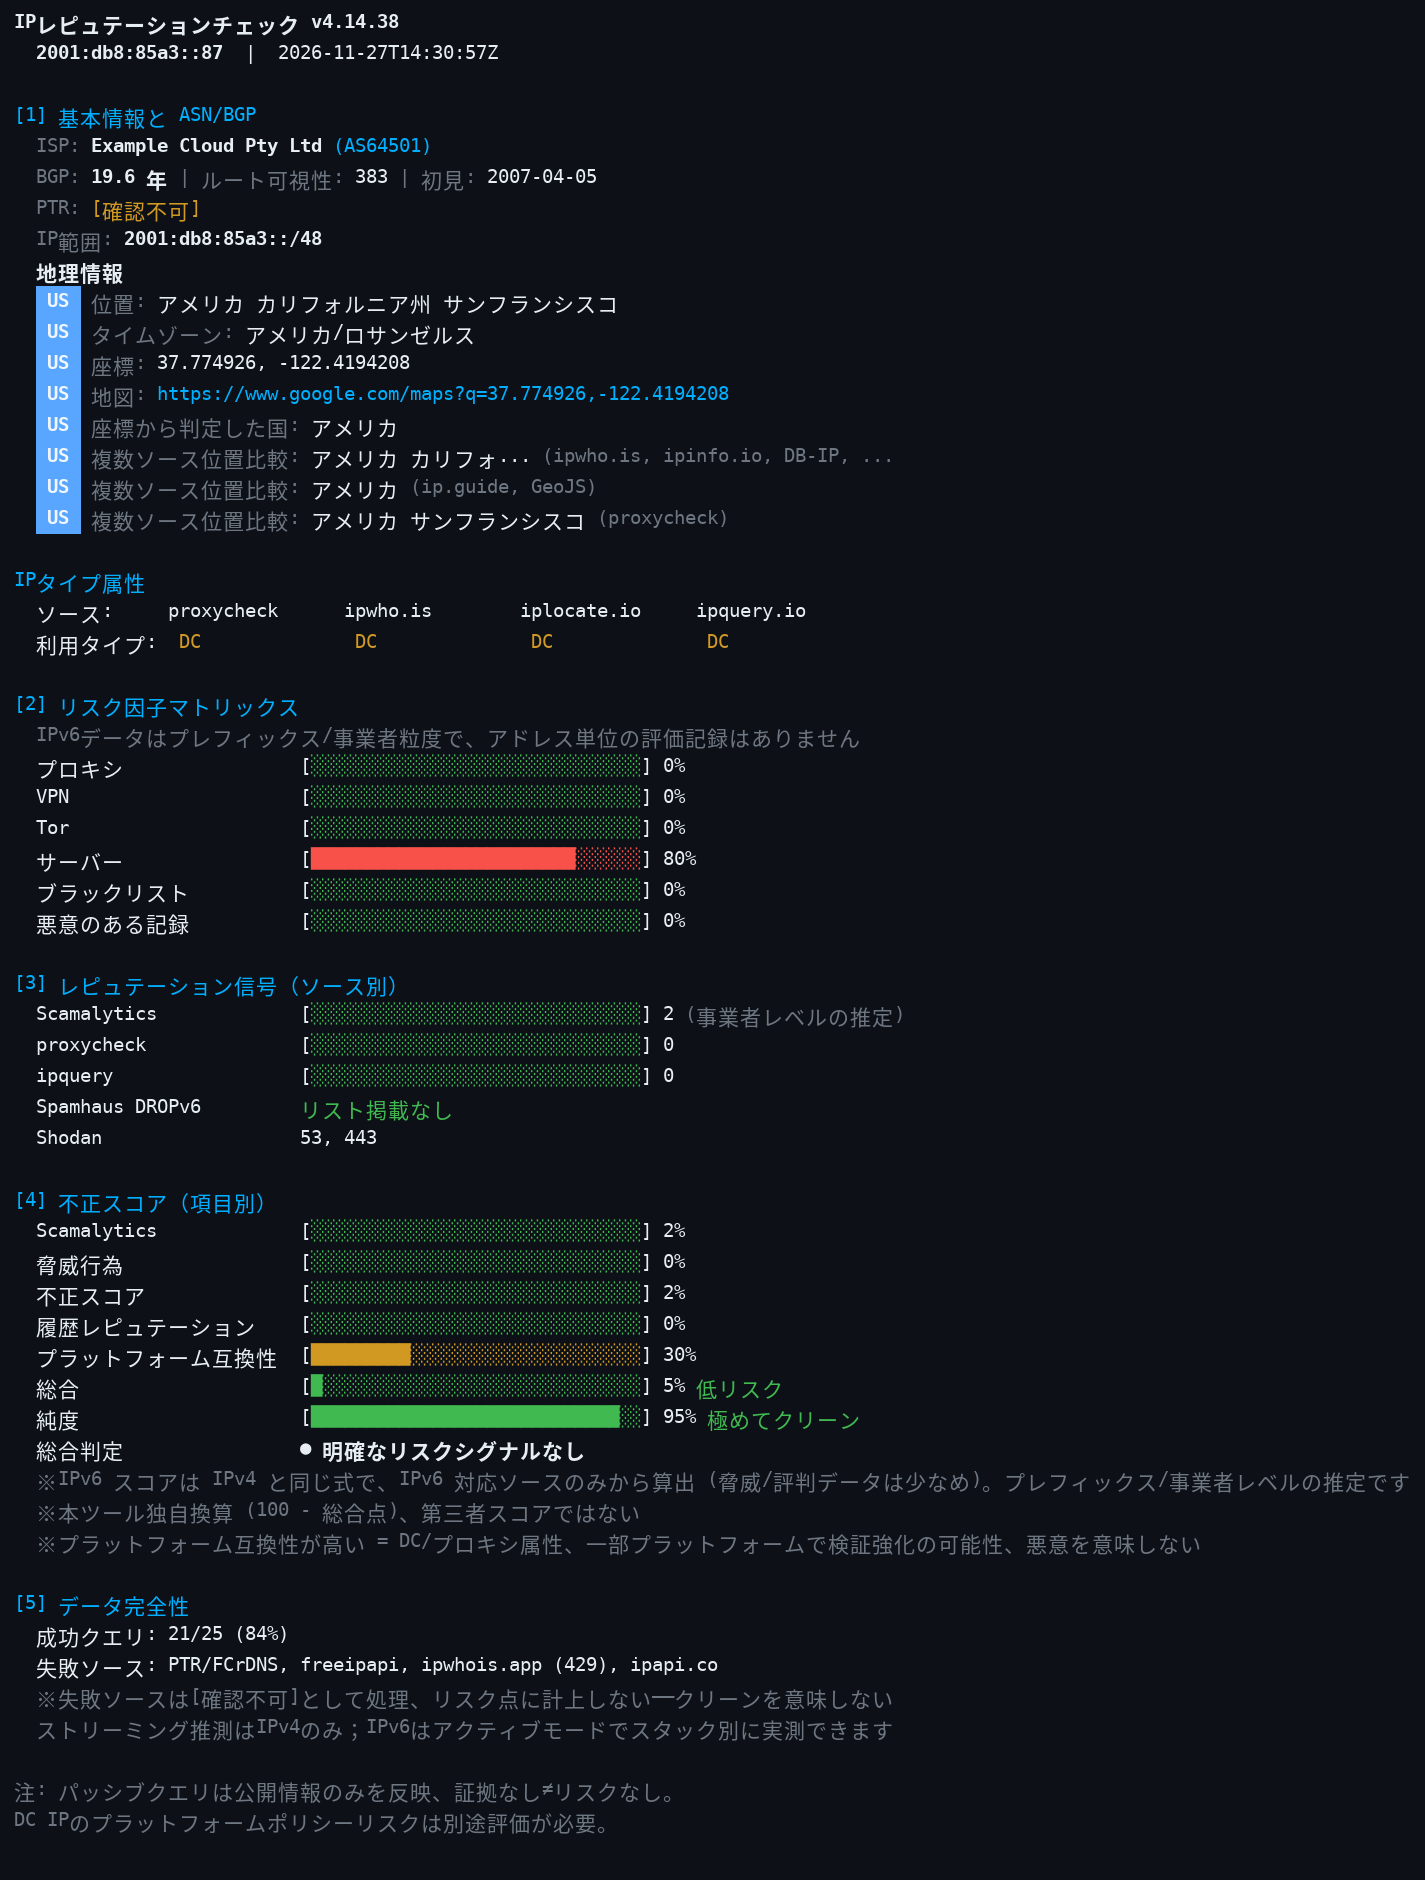 IPレピュテーションチェック v4.14.38
2001:db8:85a3::87 | 2026-11-27T14:30:57Z
[1] 基本情報と ASN/BGP
ISP: Example Cloud Pty Ltd (AS64501)
BGP: 19.6 年 | ルート可視性: 383 | 初見: 2007-04-05
PTR: [確認不可]
IP範囲: 2001:db8:85a3::/48
地理情報
US 位置: アメリカ カリフォルニア州 サンフランシスコ
US タイムゾーン: アメリカ/ロサンゼルス
US 座標: 37.774926, -122.4194208
US 地図: https://www.google.com/maps?q=37.774926,-122.4194208
US 座標から判定した国: アメリカ
US 複数ソース位置比較: アメリカ カリフォ... (ipwho.is, ipinfo.io, DB-IP, ...
US 複数ソース位置比較: アメリカ (ip.guide, GeoJS)
US 複数ソース位置比較: アメリカ サンフランシスコ (proxycheck)
IPタイプ属性
ソース: proxycheck ipwho.is iplocate.io ipquery.io
利用タイプ: DC DC DC DC
[2] リスク因子マトリックス
IPv6データはプレフィックス/事業者粒度で、アドレス単位の評価記録はありません
プロキシ [] 0%
VPN [] 0%
Tor [] 0%
サーバー [] 80%
ブラックリスト [] 0%
悪意のある記録 [] 0%
[3] レピュテーション信号（ソース別）
Scamalytics [] 2 (事業者レベルの推定)
proxycheck [] 0
ipquery [] 0
Spamhaus DROPv6 リスト掲載なし
Shodan 53, 443
[4] 不正スコア（項目別）
Scamalytics [] 2%
脅威行為 [] 0%
不正スコア [] 2%
履歴レピュテーション [] 0%
プラットフォーム互換性 [] 30%
総合 [] 5% 低リスク
純度 [] 95% 極めてクリーン
総合判定 ● 明確なリスクシグナルなし
※IPv6 スコアは IPv4 と同じ式で、IPv6 対応ソースのみから算出 (脅威/評判データは少なめ)。プレフィックス/事業者レベルの推定です
※本ツール独自換算 (100 - 総合点)、第三者スコアではない
※プラットフォーム互換性が高い = DC/プロキシ属性、一部プラットフォームで検証強化の可能性、悪意を意味しない
[5] データ完全性
成功クエリ: 21/25 (84%)
失敗ソース: PTR/FCrDNS, freeipapi, ipwhois.app (429), ipapi.co
※失敗ソースは[確認不可]として処理、リスク点に計上しない──クリーンを意味しない
ストリーミング推測はIPv4のみ；IPv6はアクティブモードでスタック別に実測できます
注: パッシブクエリは公開情報のみを反映、証拠なし≠リスクなし。
DC IPのプラットフォームポリシーリスクは別途評価が必要。